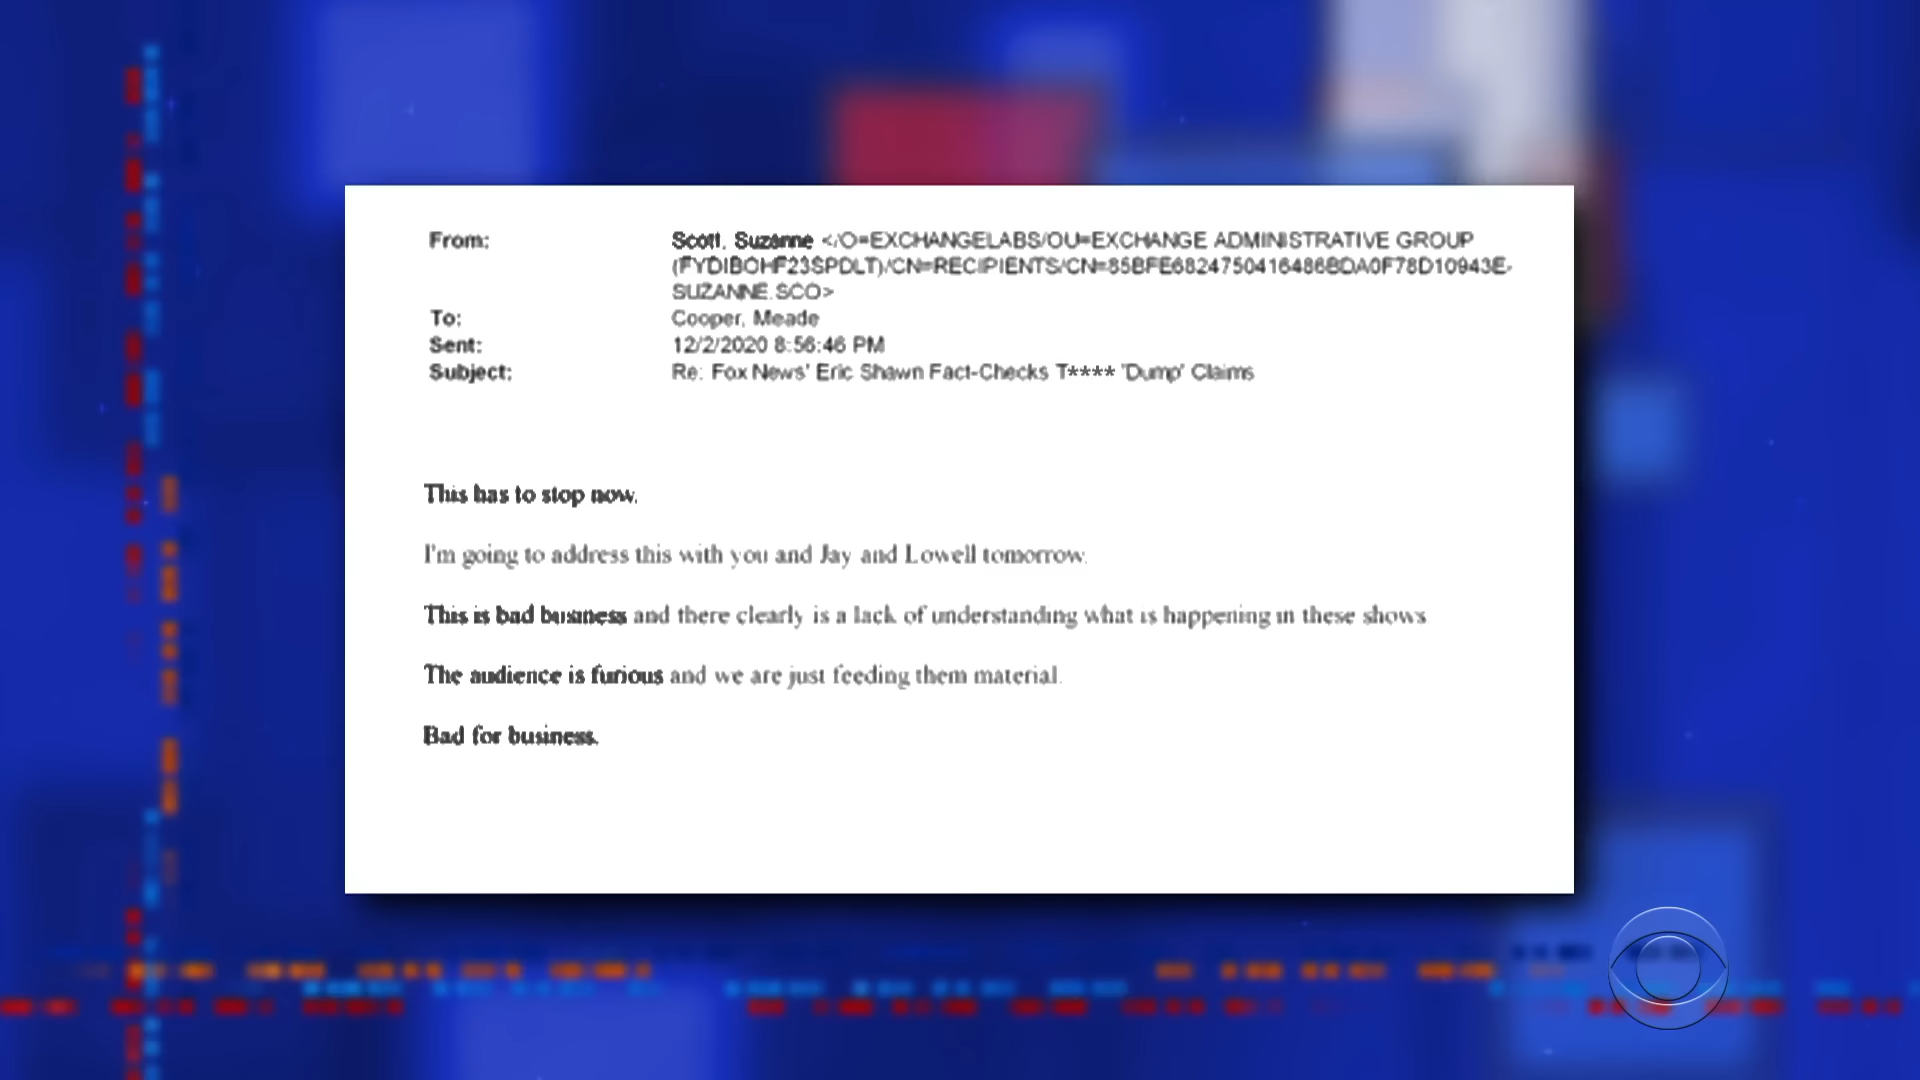 From: Scott, Suzanne </O=EXCHANGELABS/OU=EXCHANGE ADMINISTRATIVE GROUP
(FYDIBOHF23SPDLT)/CN=RECIPIENTS/CN=85BFE68247504164868BDA0F78D10943E-
SUZANNE.SCO>
To: Cooper, Meade
Sent: 12/2/2020 8:56:46 PM
Subject: Re: Fox News' Eric Shawn Fact-Checks T**** 'Dump' Claims
This has to stop now.
I'm going to address this with you and Jay and Lowell tomorrow.
This is bad business and there clearly is a lack of understanding what is happening in these shows
The audience is furious and we are just feeding them material.
Bad for business.